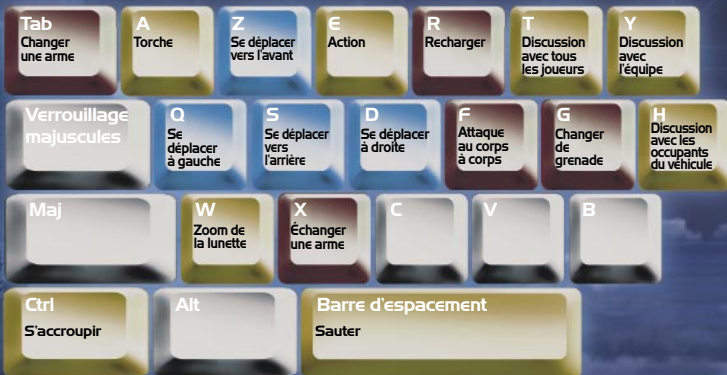 Tab
Changer
une arme
A
Torche
Z
Se déplacer
vers l'avant
E
Action
R
Recharger
T
Discussion
avec tous
les joueurs
Y
Discussion
avec
l'équipe
Verrouillage
majuscules
Q
Se
déplacer
à gauche
S
Se déplacer
vers
l'arrière
D
Se déplacer
à droite
F
Attaque
au corps
à corps
G
Changer
de
grenade
H
Discussion
avec les
occupants
du véhicule
Maj
W
Zoom de
la lunette
X
Échanger
une arme
C
V
B
Ctrl
S'accroupir
Alt
Barre d'espacement
Sauter